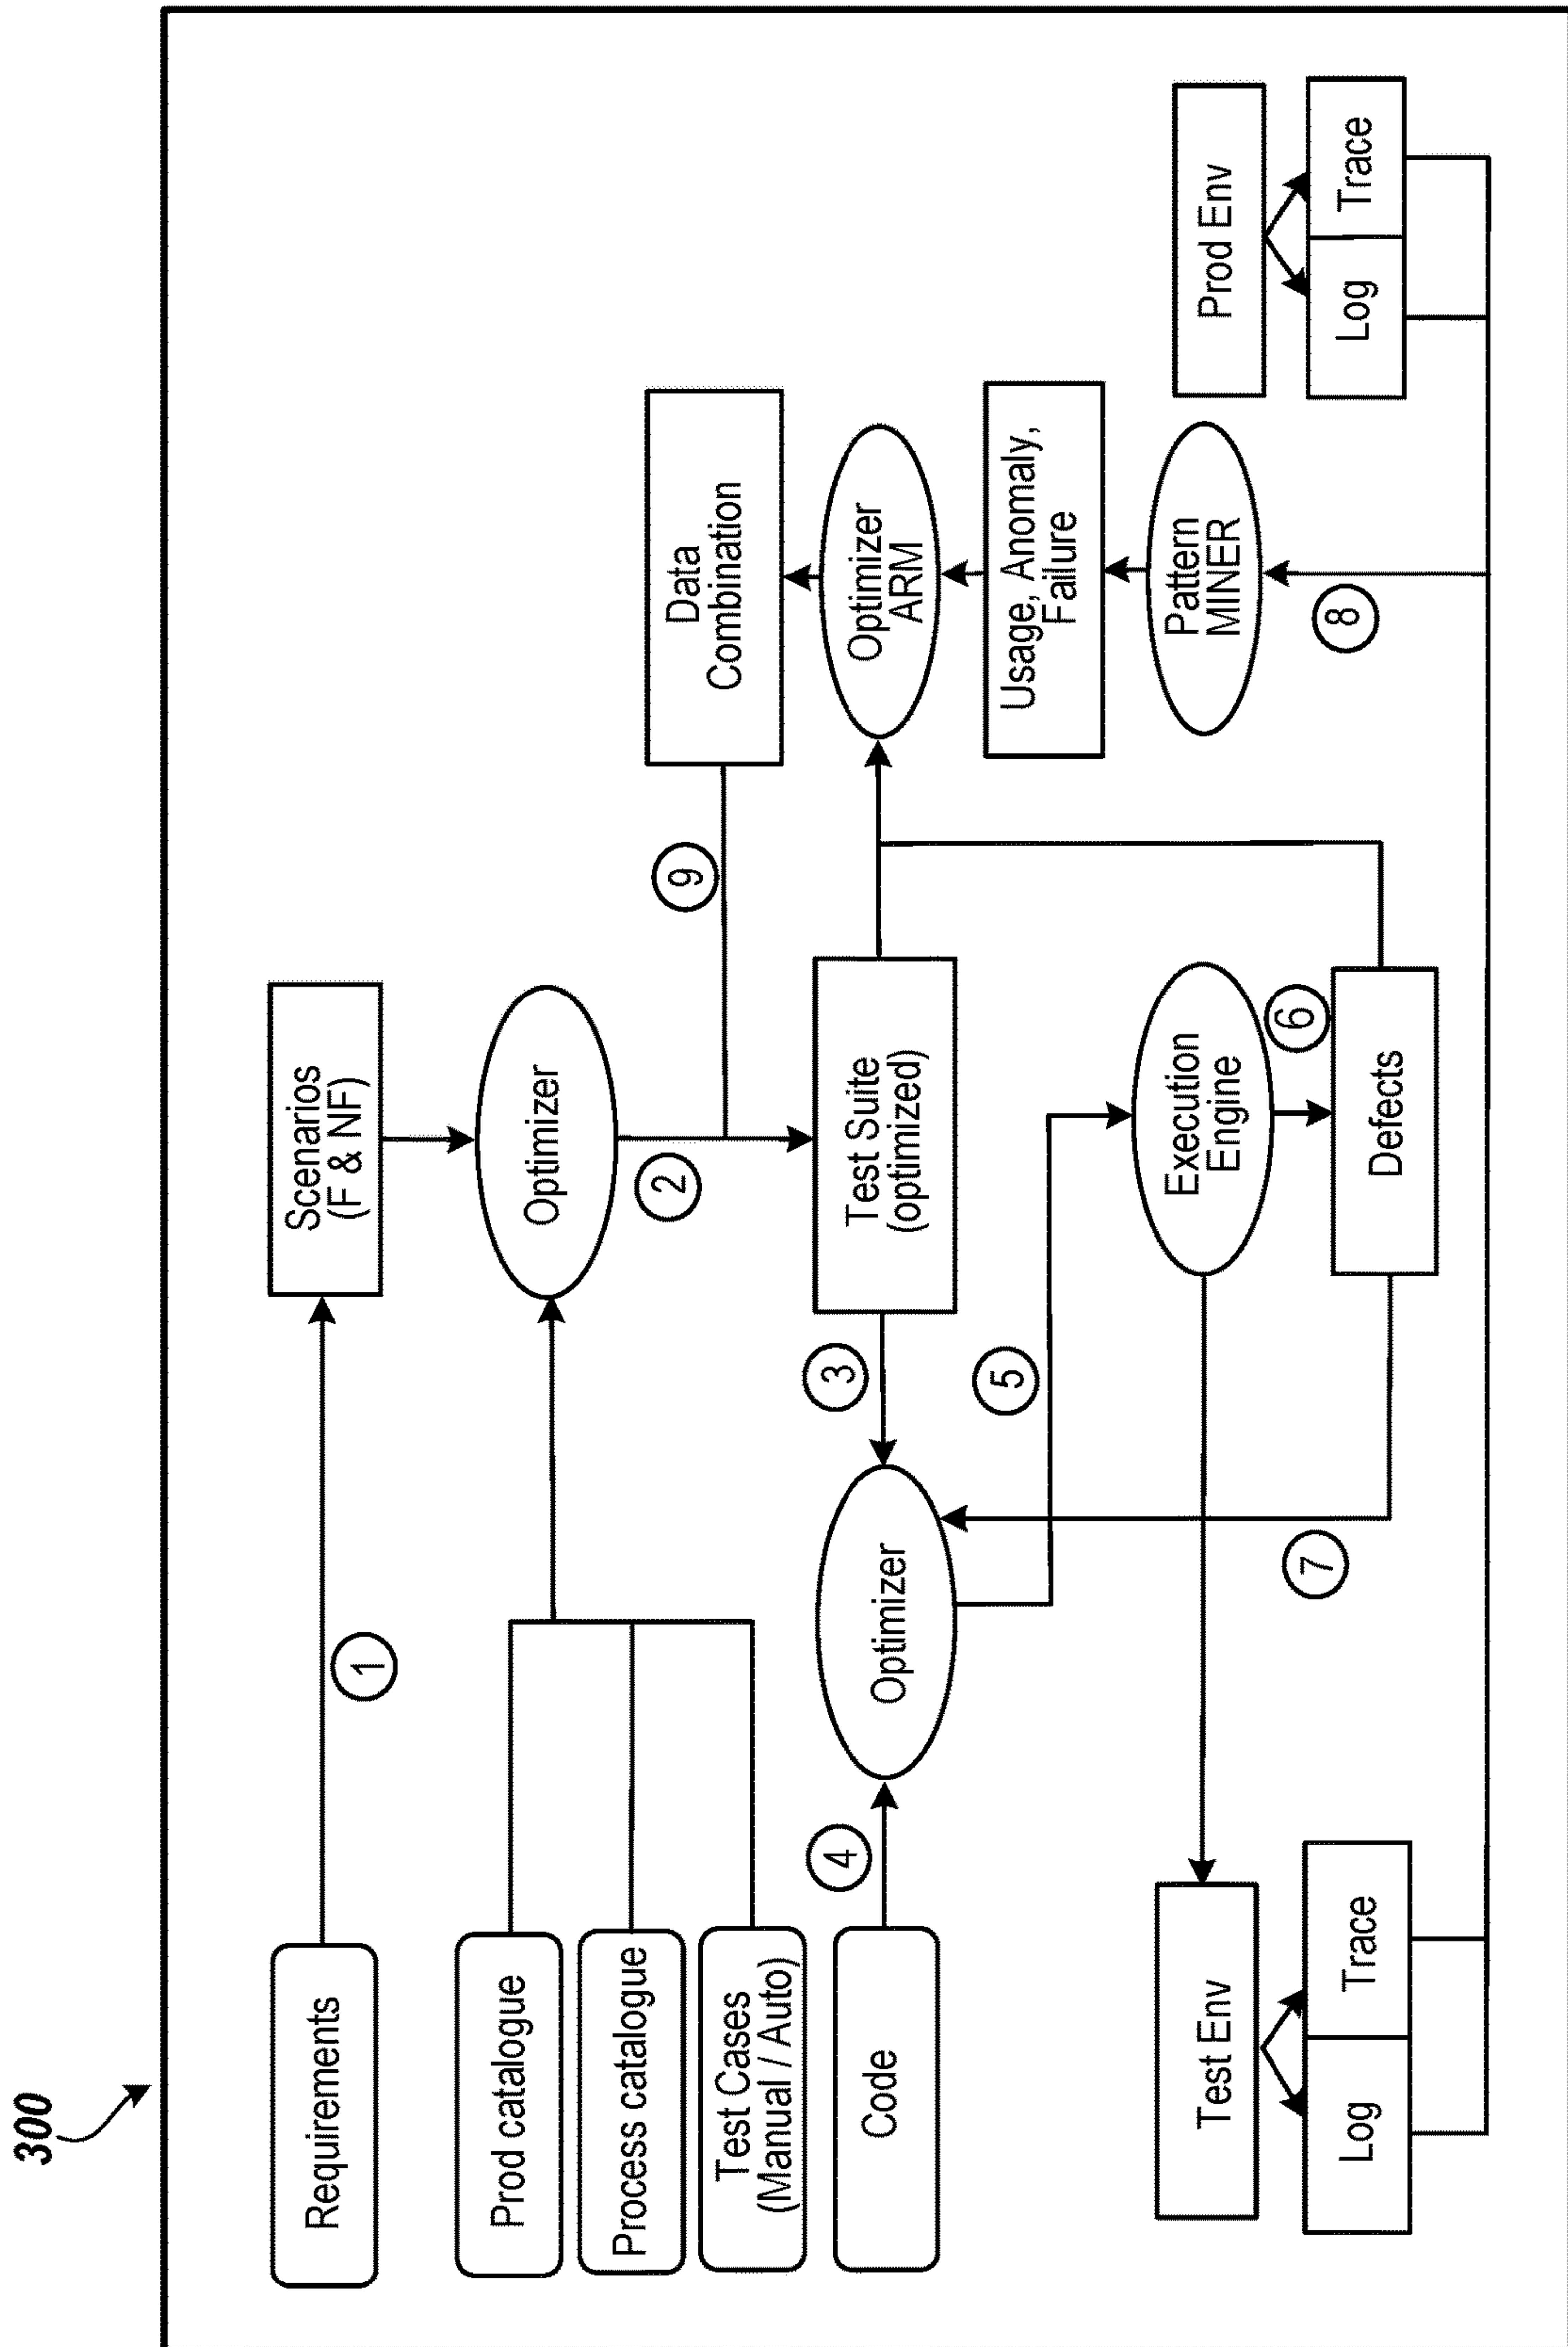 300
Requirements
1
Scenarios
(F & NF)
Prod catalogue
Process catalogue
Test Cases
(Manual / Auto)
Optimizer
2
9
Data
Combination
Code
4
Optimizer
3
Test Suite
(optimized)
Optimizer
ARM
5
Usage, Anomaly,
Failure
Test Env
Log
Trace
7
Execution
Engine
6
Defects
Pattern
MINER
8
Prod Env
Log
Trace